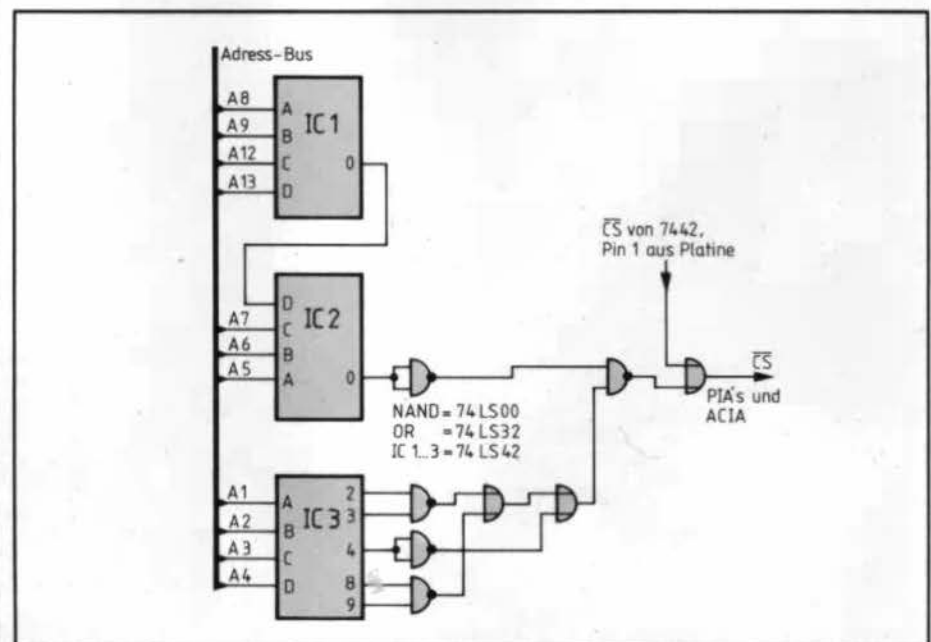 Adress-Bus
A8 A
A9 B
A12 C
A13 D
IC 1
0
D
A7 C
A6 B
A5 A
IC 2
0
CS von 7442,
Pin 1 aus Platine
CS
PIA's und
ACIA
NAND = 74 LS 00
OR = 74 LS 32
IC 1...3 = 74 LS 42
A1 A
A2 B
A3 C
A4 D
IC 3
2
3
4
8
9